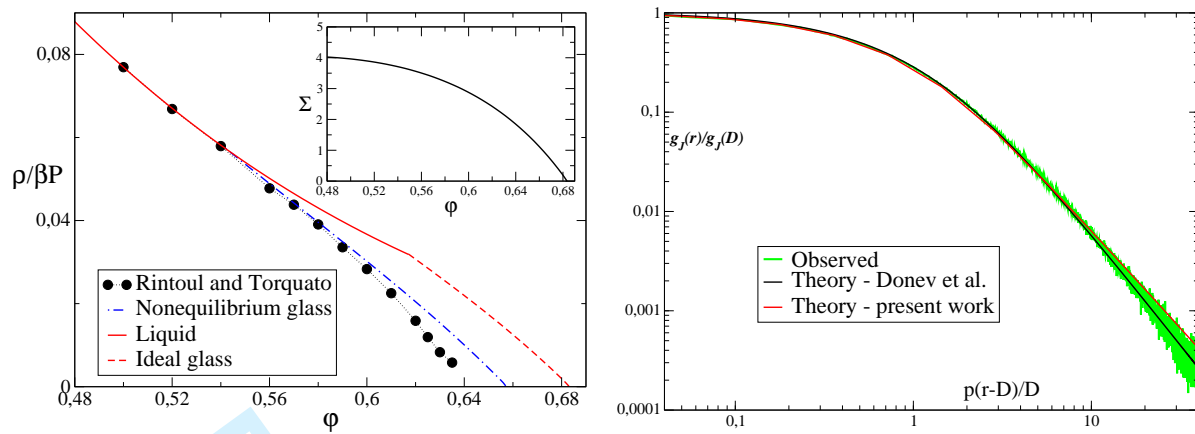 0,08
0,04
0
ρ/βP
0,48 0,52 0,56 0,6 0,64 0,68
φ
Rintoul and Torquato
Nonequilibrium glass
Liquid
Ideal glass
5
4
3
2
1
0
Σ
0,48 0,52 0,56 0,6 0,64 0,68
φ
1
0,1
0,01
0,001
0,0001
g_J(r)/g_J(D)
Observed
Theory - Donev et al.
Theory - present work
0,1 1 10
p(r-D)/D